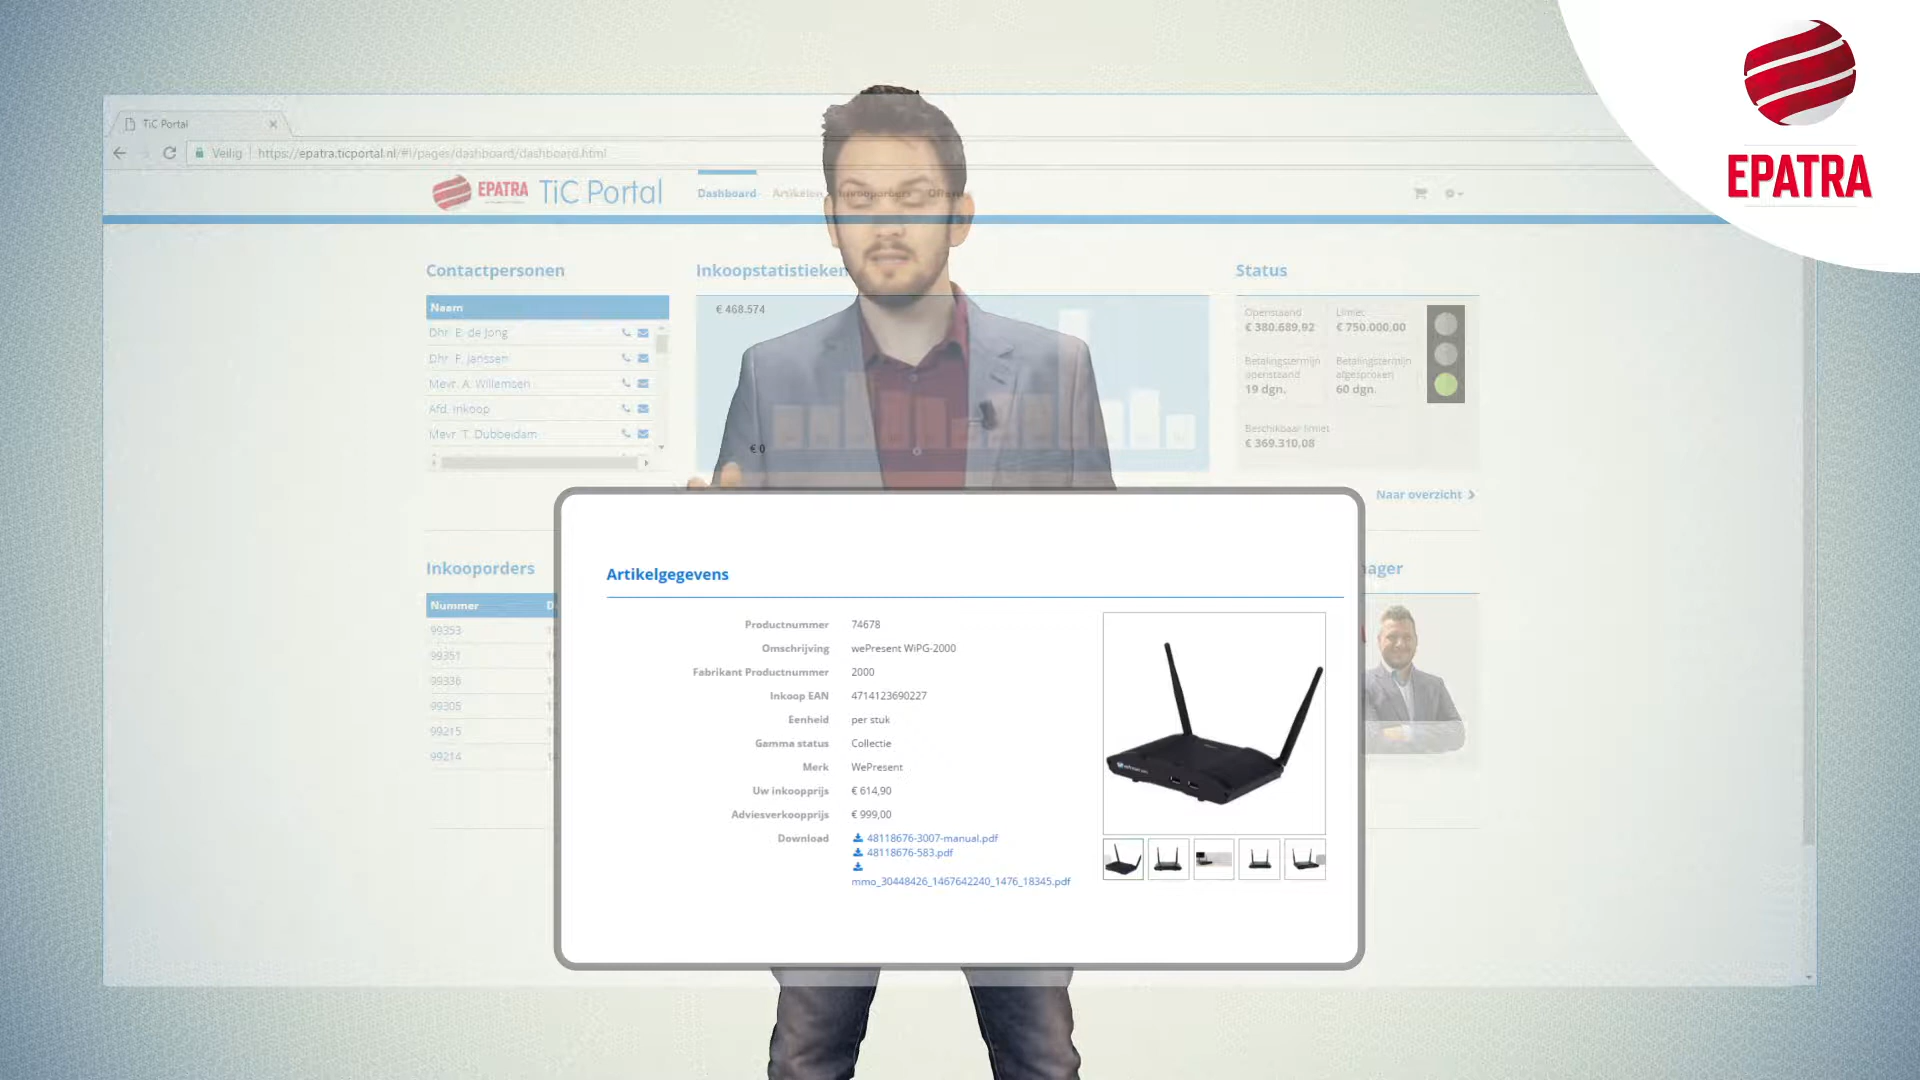 EPATRA
TiC Portal
Veilig
https://epatra.ticportal.nl/#!/pages/dashboard/dashboard.html
EPATRA TiC Portal
Dashboard Artikelen Inkooporders
Contactpersonen
Naam
Dhr. E. de Jong
Dhr. F. Janssen
Mevr. A. Willemsen
Afd. Inkoop
Mevr. T. Dubbeldam
Inkoopstatistieken
€ 468.574
€ 0
Status
Openstaand Limiet
€ 380.689,92 € 750.000,00
Betalingstermijn Betalingstermijn
openstaand afgesproken
19 dgn. 60 dgn.
Beschikbaar limiet
€ 369.310,08
Naar overzicht
Inkooporders
Nummer
99353
99351
99336
99305
99215
99214
Artikelgegevens
Productnummer 74678
Omschrijving wePresent WiPG-2000
Fabrikant Productnummer 2000
Inkoop EAN 4714123690227
Eenheid per stuk
Gamma status Collectie
Merk WePresent
Uw inkoopprijs € 614,90
Adviesverkoopprijs € 999,00
Download 48118676-3007-manual.pdf
48118676-583.pdf
mmo_30448426_1467642240_1476_18345.pdf